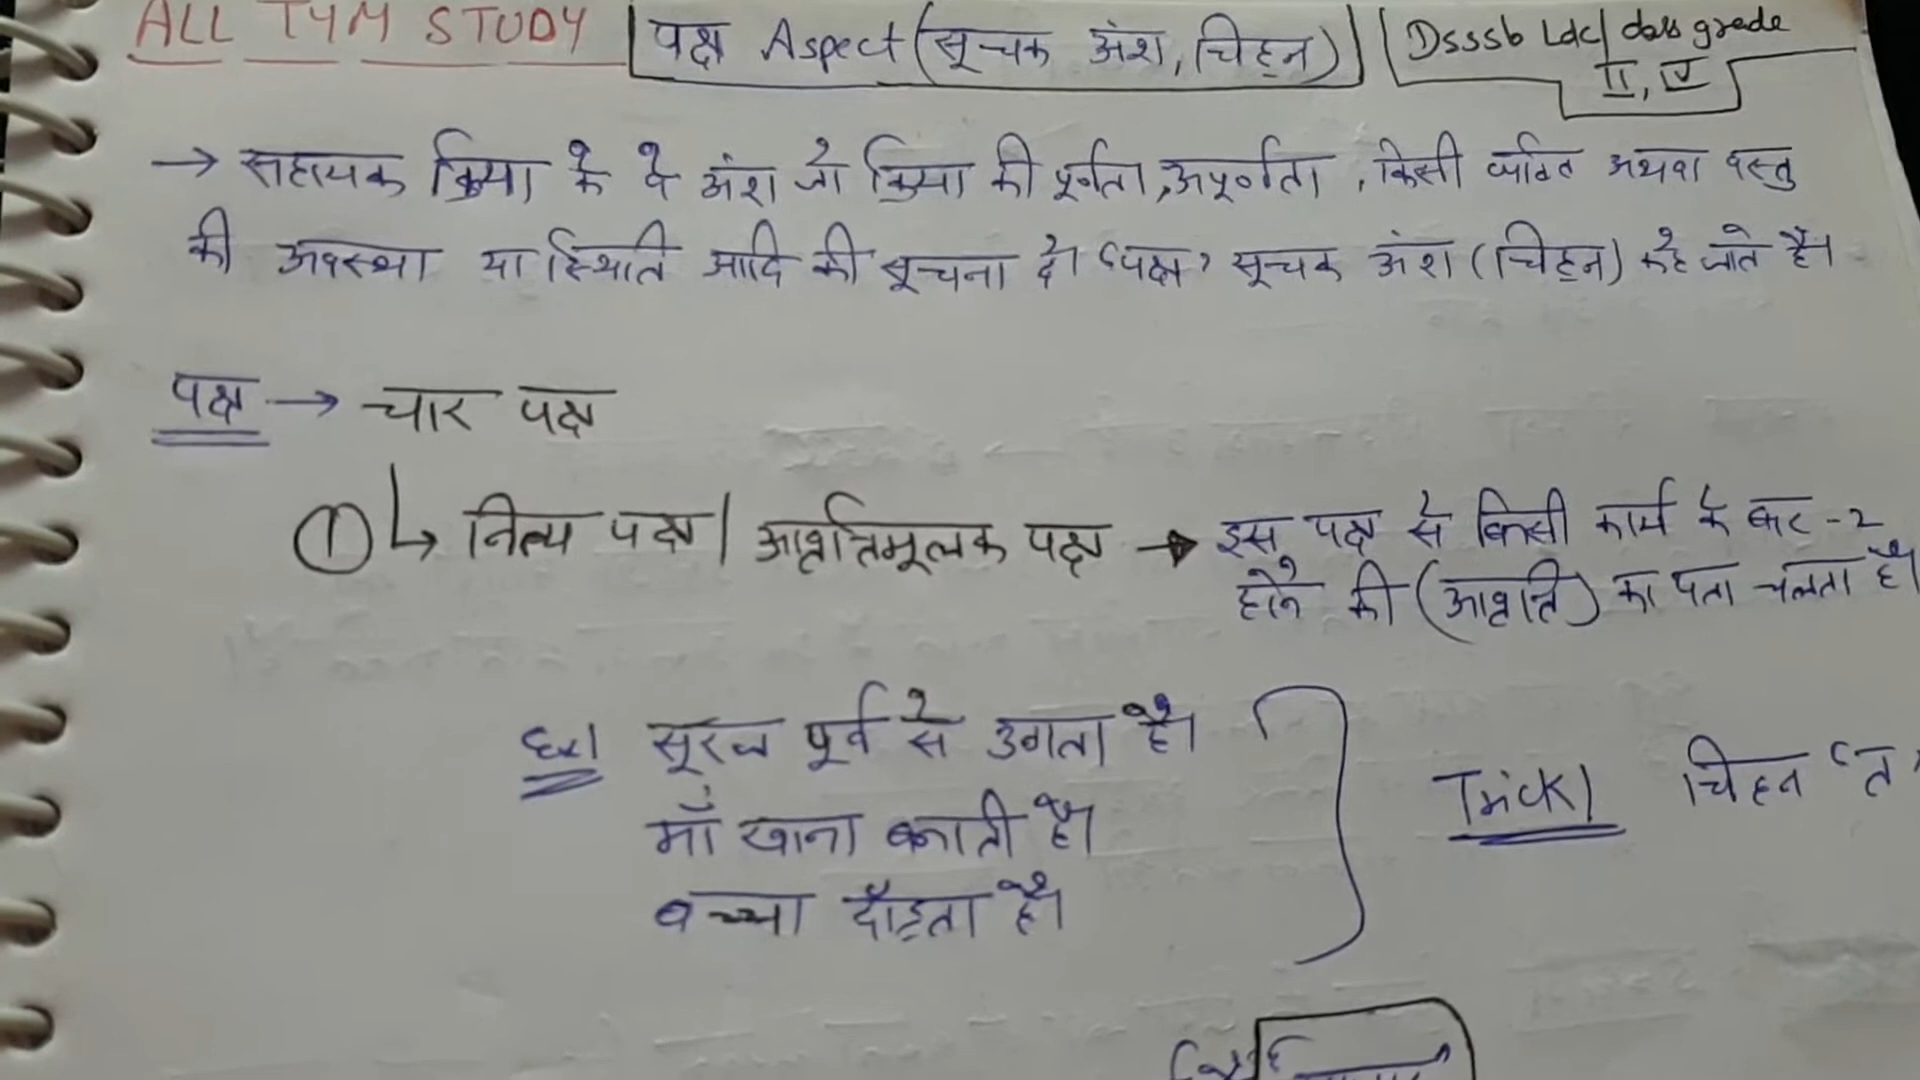 ALL TYM STUDY पक्ष Aspect (सूचक अंश, चिह्न) Dsssb Ldc/ dass grade
II, IV
→ सहायक क्रिया के वे अंश जो क्रिया की पूर्णता, अपूर्णता, किसी व्यक्ति अथवा वस्तु
की अवस्था या स्थिति आदि की सूचना दे। 'पक्ष' सूचक अंश (चिह्न) कहे जाते है।
पक्ष → चार पक्ष
① ↳ नित्य पक्ष / आवृत्तिमूलक पक्ष → इस पक्ष से किसी कार्य के बार-2
होने की (आवृत्ति) का पता चलता है।
Ex। सूरज पूर्व से उगता है।
माँ खाना बनाती है।
बच्चा दौड़ता है।
Trick। चिह्न 'त'